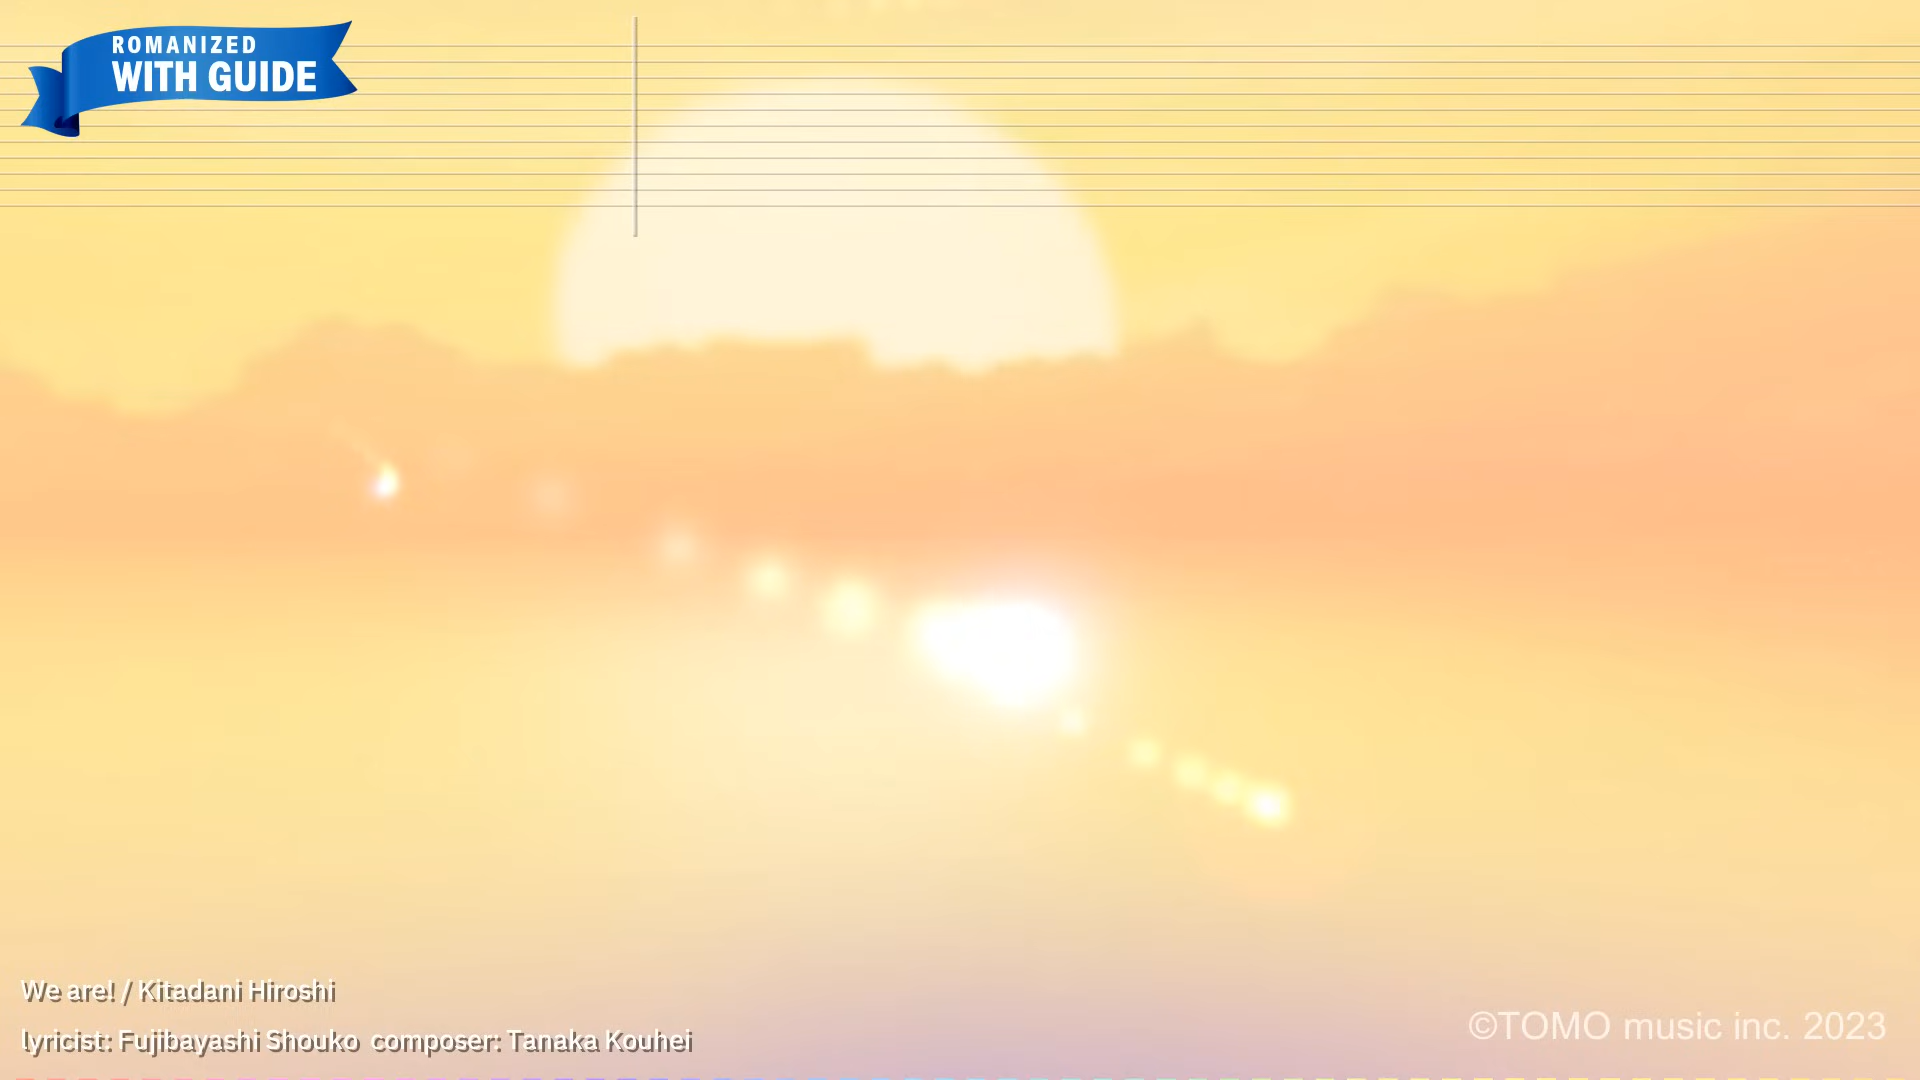 ROMANIZED
WITH GUIDE
We are! / Kitadani Hiroshi
lyricist: Fujibayashi Shouko composer: Tanaka Kouhei
©TOMO music inc. 2023